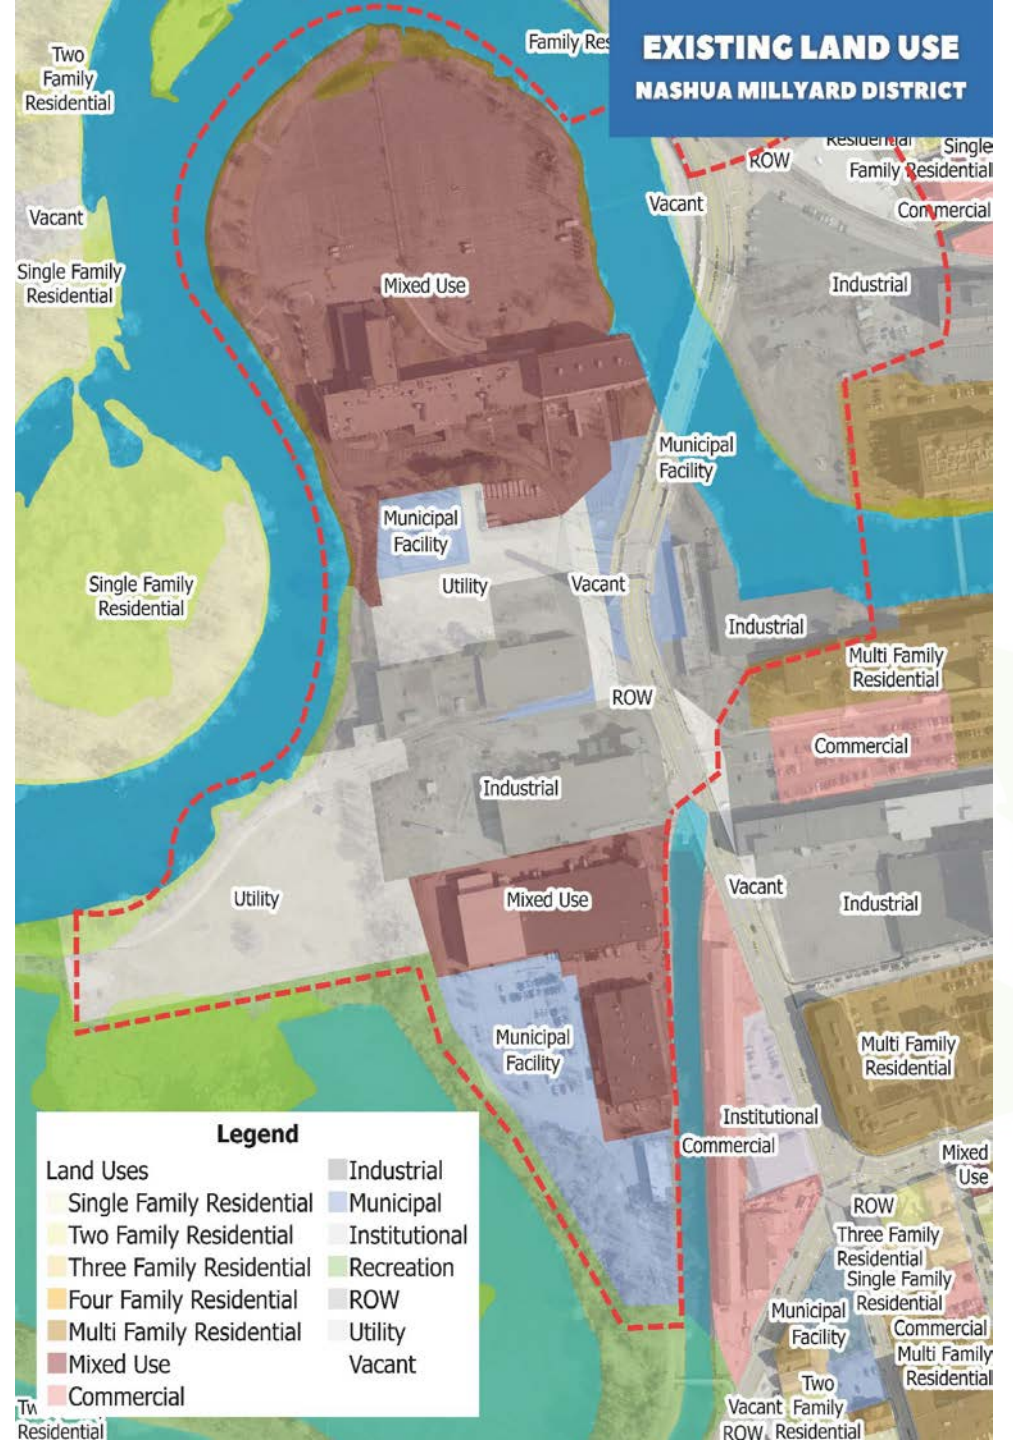 EXISTING LAND USE
NASHUA MILLYARD DISTRICT
Two
Family
Residential
Family Res
Residential
Single
Family Residential
ROW
Vacant
Commercial
Vacant
Single Family
Residential
Mixed Use
Industrial
Municipal
Facility
Municipal
Facility
Utility
Vacant
Single Family
Residential
Industrial
Multi Family
Residential
ROW
Commercial
Industrial
Vacant
Utility
Mixed Use
Industrial
Municipal
Facility
Multi Family
Residential
Institutional
Commercial
Mixed
Use
ROW
Three Family
Residential
Single Family
Residential
Municipal
Facility
Commercial
Multi Family
Residential
Two
Family
Residential
Vacant
ROW
Legend
Land Uses
Single Family Residential
Two Family Residential
Three Family Residential
Four Family Residential
Multi Family Residential
Mixed Use
Commercial
Industrial
Municipal
Institutional
Recreation
ROW
Utility
Vacant
Tw
Residential